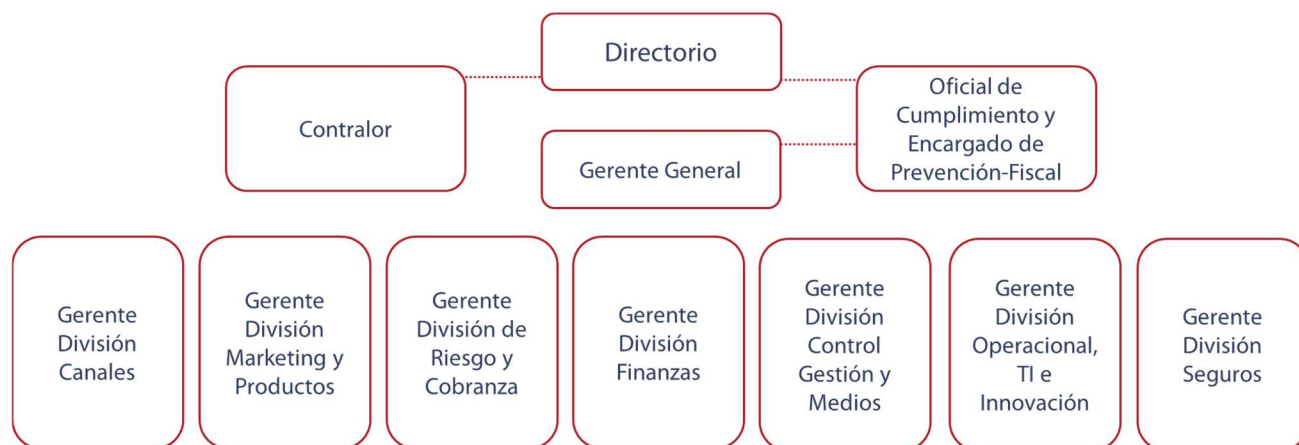 Directorio
Contralor
Oficial de
Cumplimiento y
Encargado de
Prevención-Fiscal
Gerente General
Gerente
División
Canales
Gerente
División
Marketing y
Productos
Gerente
División de
Riesgo y
Cobranza
Gerente
División
Finanzas
Gerente
División
Control
Gestión y
Medios
Gerente
División
Operacional,
TI e
Innovación
Gerente
División
Seguros